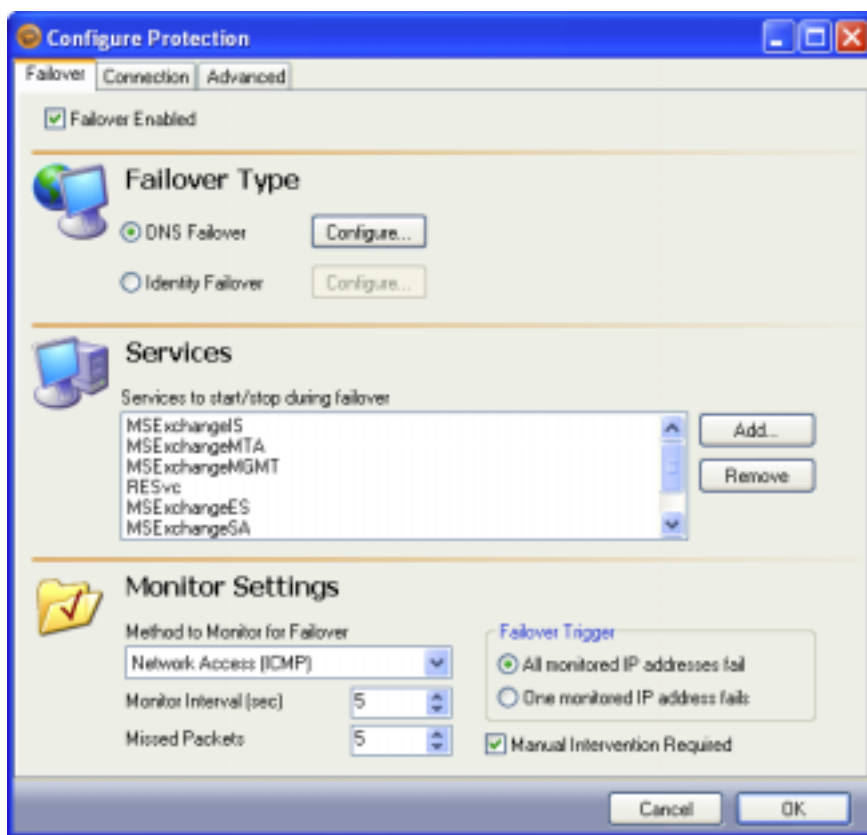 Configure Protection
Failover Connection Advanced
Failover Enabled
Failover Type
DNS Failover Configure...
Identity Failover Configure...
Services
Services to start/stop during failover
MSExchangeIS
MSExchangeMTA
MSExchangeMGMT
RESvc
MSExchangeES
MSExchangeSA
Add...
Remove
Monitor Settings
Method to Monitor for Failover
Network Access (ICMP)
Monitor Interval (sec) 5
Missed Packets 5
Failover Trigger
All monitored IP addresses fail
One monitored IP address fails
Manual Intervention Required
Cancel OK